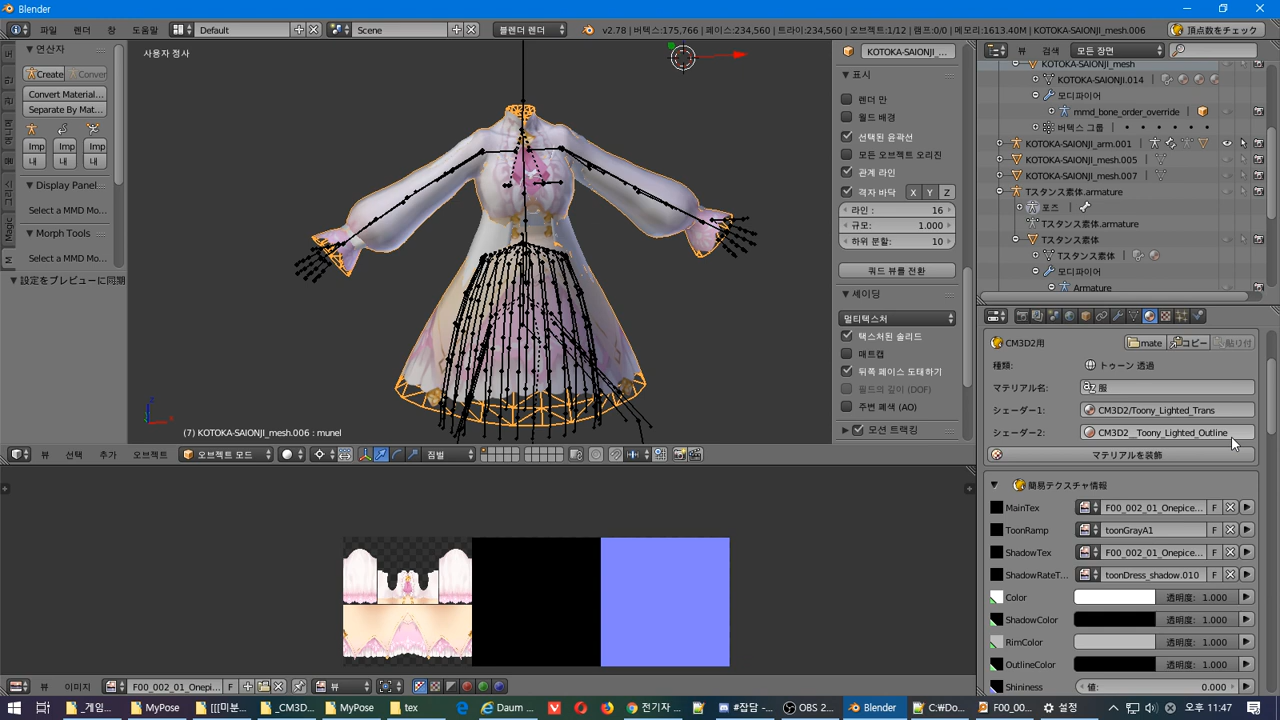 Blender
파일 렌더 창 도움말 Default Scene 블렌더 렌더 v2.78 | 버텍스:175,766 | 페이스:234,560 | 트라이:234,560 | 오브젝트:1/12 | 램프:0/0 | 메모리:1613.40M | KOTOKA-SAIONJI_mesh.006 頂点数をチェック
연산자
Create Conver
Convert Material...
Separate By Mat...
Imp Imp Imp
내 내 내
Display Panel
Select a MMD Mo...
Morph Tools
Select a MMD Mo...
設定をプレビューに同期
Magic
M
사용자 정사
(7) KOTOKA-SAIONJI_mesh.006 : munel
KOTOKA-SAIONJI_...
표시
렌더 만
월드 배경
선택된 윤곽선
모든 오브젝트 오리진
관계 라인
격자 바닥 X Y Z
라인 : 16
규모: 1.000
하위 분할: 10
쿼드 뷰를 전환
셰이딩
멀티텍스처
텍스처된 솔리드
매트캡
뒤쪽 페이스 도태하기
필드의 깊이 (DOF)
주변 폐색 (AO)
모션 트랙킹
뷰 검색 모든 장면
KOTOKA-SAIONJI_mesh
KOTOKA-SAIONJI.014
모디파이어
mmd_bone_order_override
버텍스 그룹
KOTOKA-SAIONJI_arm.001
KOTOKA-SAIONJI_mesh.005
KOTOKA-SAIONJI_mesh.007
Tスタンス素体.armature
포즈
Tスタンス素体.armature
Tスタンス素体
Tスタンス素体
모디파이어
Armature
CM3D2用 mate コピー 貼り付
種類: トゥーン 透過
マテリアル名: 服
シェーダー1: CM3D2/Toony_Lighted_Trans
シェーダー2: CM3D2__Toony_Lighted_Outline
マテリアルを装飾
簡易テクスチャ情報
MainTex F00_002_01_Onepice... F
ToonRamp toonGrayA1 F
ShadowTex F00_002_01_Onepice... F
ShadowRateT... toonDress_shadow.010 F
Color 透明度: 1.000
ShadowColor 透明度: 1.000
RimColor 透明度: 1.000
OutlineColor 透明度: 1.000
Shininess 値: 0.000
뷰 선택 추가 오브젝트 오브젝트 모드 짐벌
뷰 이미지 F00_002_01_Onepi... F 뷰
_게임... MyPose [[[미분... _CM3D... MyPose tex Daum ... 전기자 ... #잡담 -... OBS 2... Blender C:₩Do... F00_00... 설정 오후 11:47